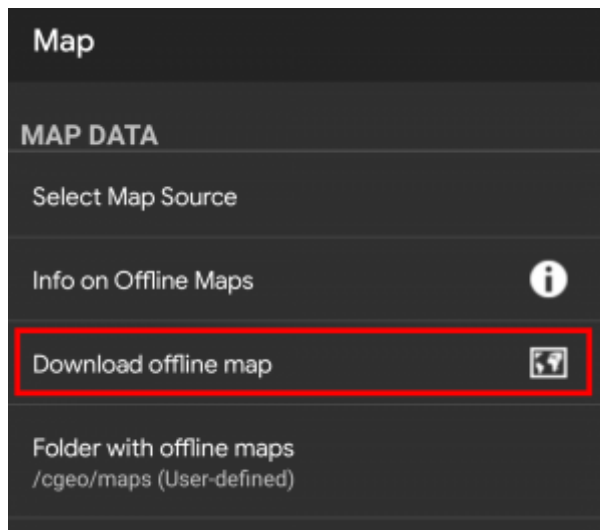 Map
MAP DATA
Select Map Source
Info on Offline Maps
Download offline map
Folder with offline maps
/cgeo/maps (User-defined)